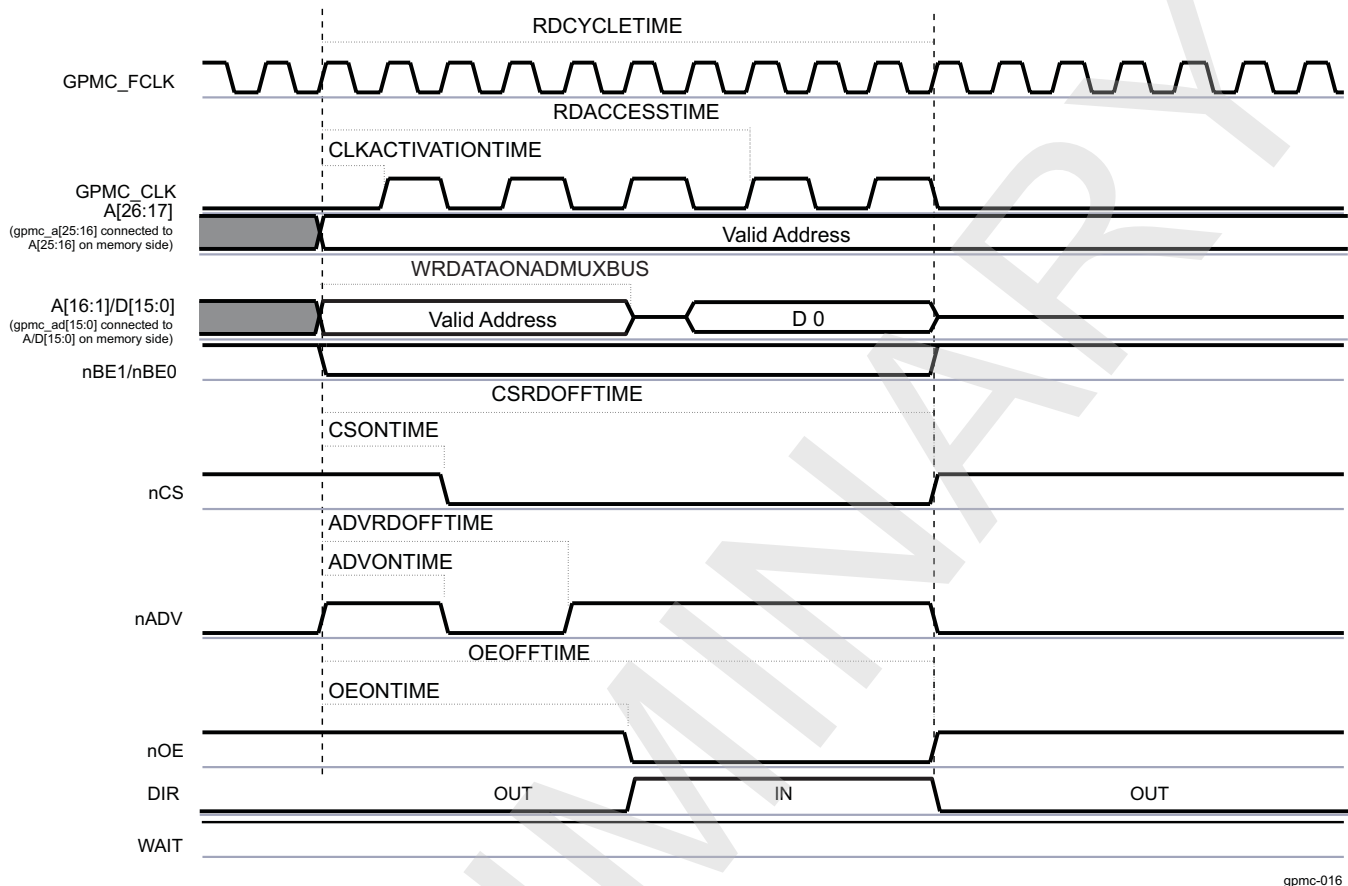 RDCYCLETIME
GPMC_FCLK
RDACCESSTIME
CLKACTIVATIONTIME
GPMC_CLK
A[26:17]
(gpmc_a[25:16] connected to
A[25:16] on memory side)
Valid Address
WRDATAONADMUXBUS
A[16:1]/D[15:0]
(gpmc_ad[15:0] connected to
A/D[15:0] on memory side)
Valid Address
D 0
nBE1/nBE0
CSRDOFFTIME
CSONTIME
nCS
ADVRDOFFTIME
ADVONTIME
nADV
OEOFFTIME
OEONTIME
nOE
DIR
OUT
IN
OUT
WAIT
gpmc-016
MINARY